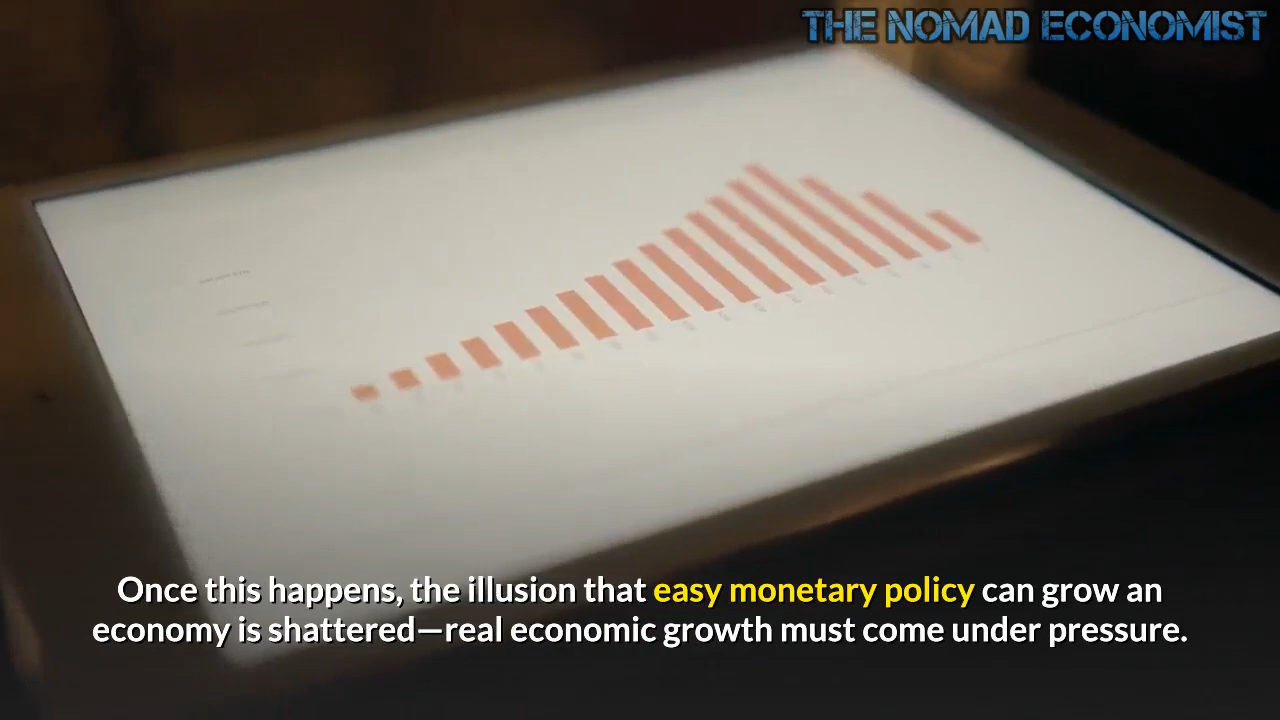 THE NOMAD ECONOMIST
Once this happens, the illusion that easy monetary policy can grow an
economy is shattered—real economic growth must come under pressure.